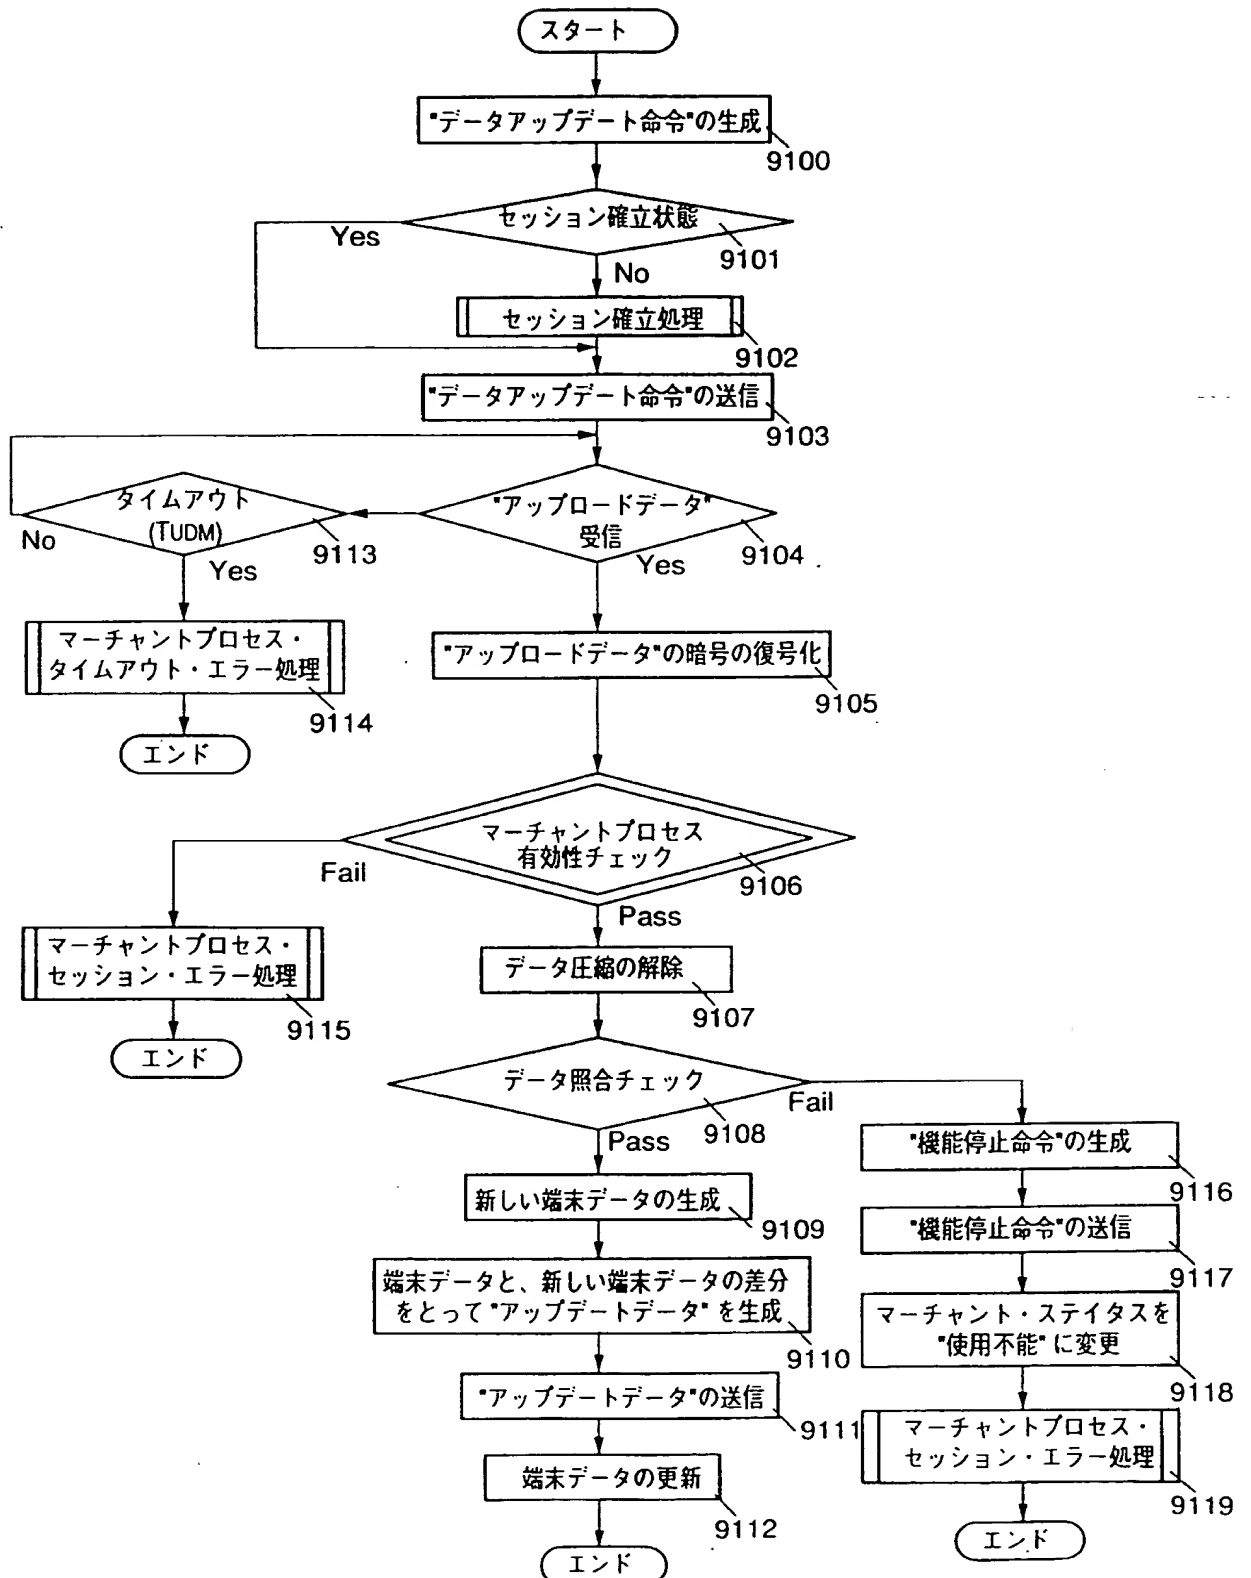 スタート
"データアップデート命令"の生成
9100
セッション確立状態
9101
Yes
No
セッション確立処理
9102
"データアップデート命令"の送信
9103
タイムアウト
(TUDM)
9113
No
Yes
"アップロードデータ"
受信
9104
Yes
マーチャントプロセス・
タイムアウト・エラー処理
9114
エンド
"アップロードデータ"の暗号の復号化
9105
マーチャントプロセス
有効性チェック
9106
Fail
Pass
マーチャントプロセス・
セッション・エラー処理
9115
エンド
データ圧縮の解除
9107
データ照合チェック
9108
Fail
Pass
新しい端末データの生成
9109
端末データと、新しい端末データの差分
をとって"アップデートデータ"を生成
9110
"アップデートデータ"の送信
9111
端末データの更新
9112
エンド
"機能停止命令"の生成
9116
"機能停止命令"の送信
9117
マーチャント・ステイタスを
"使用不能"に変更
9118
マーチャントプロセス・
セッション・エラー処理
9119
エンド